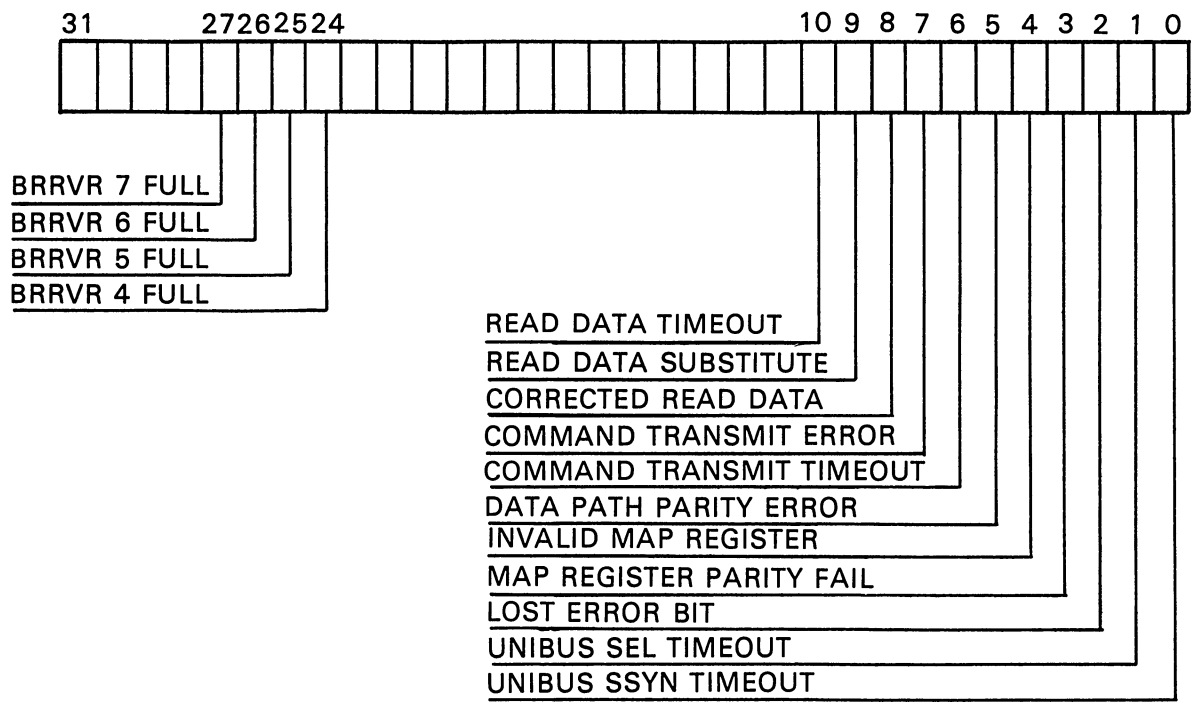 31 27 26 25 24 10 9 8 7 6 5 4 3 2 1 0
BRRVR 7 FULL
BRRVR 6 FULL
BRRVR 5 FULL
BRRVR 4 FULL
READ DATA TIMEOUT
READ DATA SUBSTITUTE
CORRECTED READ DATA
COMMAND TRANSMIT ERROR
COMMAND TRANSMIT TIMEOUT
DATA PATH PARITY ERROR
INVALID MAP REGISTER
MAP REGISTER PARITY FAIL
LOST ERROR BIT
UNIBUS SEL TIMEOUT
UNIBUS SSYN TIMEOUT